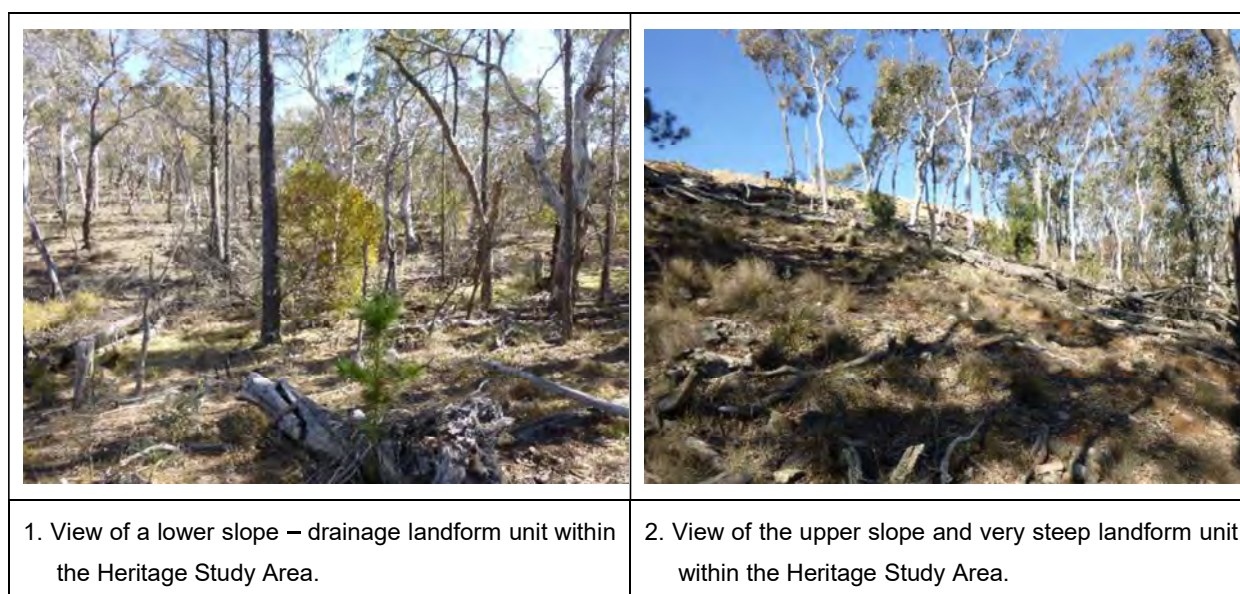 1. View of a lower slope – drainage landform unit within
the Heritage Study Area.
2. View of the upper slope and very steep landform unit
within the Heritage Study Area.